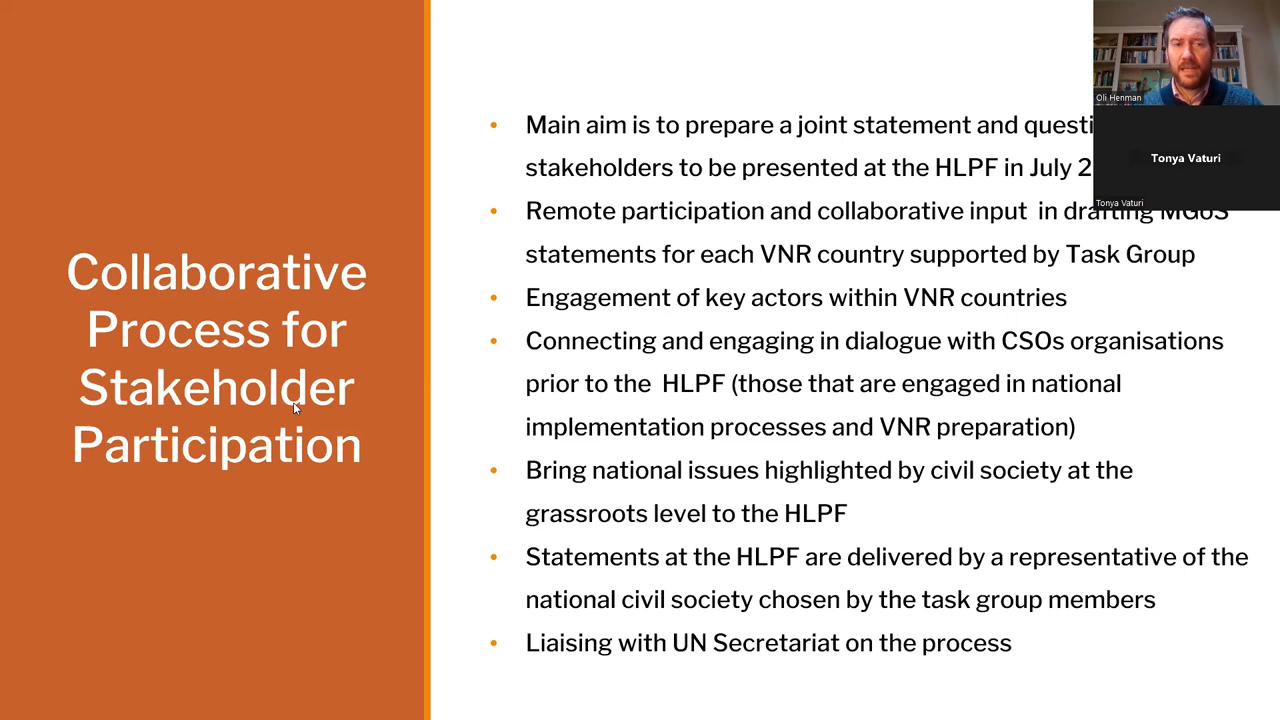 Collaborative
Process for
Stakeholder
Participation
• Main aim is to prepare a joint statement and
stakeholders to be presented at the HLPF in July
• Remote participation and collaborative input in drafting MGoS
statements for each VNR country supported by Task Group
• Engagement of key actors within VNR countries
• Connecting and engaging in dialogue with CSOs organisations
prior to the HLPF (those that are engaged in national
implementation processes and VNR preparation)
• Bring national issues highlighted by civil society at the
grassroots level to the HLPF
• Statements at the HLPF are delivered by a representative of the
national civil society chosen by the task group members
• Liaising with UN Secretariat on the process
Oli Henman
Tonya Vaturi
Tonya Vaturi